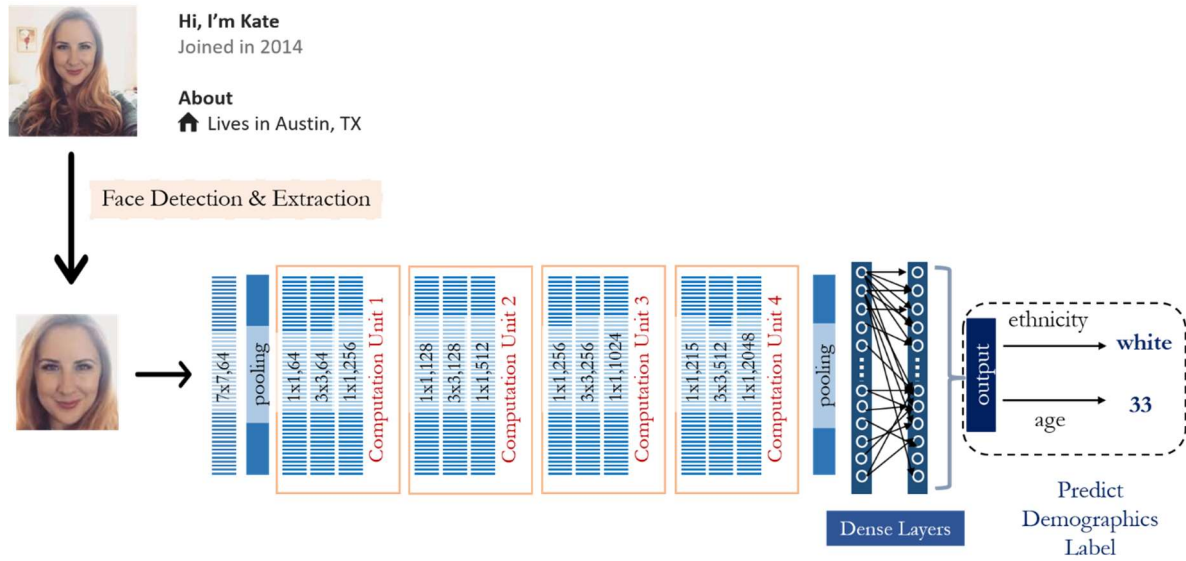 Hi, I'm Kate
Joined in 2014
About
Lives in Austin, TX
Face Detection & Extraction
7x7,64
pooling
1x1,64
3x3,64
1x1,256
Computation Unit 1
1x1,128
3x3,128
1x1,512
Computation Unit 2
1x1,256
3x3,256
1x1,1024
Computation Unit 3
1x1,215
3x3,512
1x1,2048
Computation Unit 4
pooling
Dense Layers
output
ethnicity
white
age
33
Predict
Demographics
Label